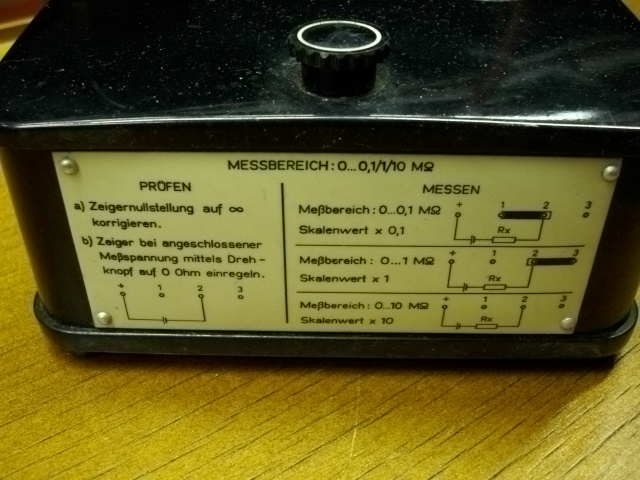 MESSBEREICH: 0...0,1/1/10 MΩ
PRÜFEN
a) Zeigernullstellung auf ∞
korrigieren.
b) Zeiger bei angeschlossener
Meßspannung mittels Dreh-
knopf auf 0 Ohm einregeln.
+ 1 2 3
MESSEN
Meßbereich: 0...0,1 MΩ
Skalenwert x 0,1
+ 1 2 3
Rx
Meßbereich: 0...1 MΩ
Skalenwert x 1
+ 1 2 3
Rx
Meßbereich: 0...10 MΩ
Skalenwert x 10
+ 1 2 3
Rx